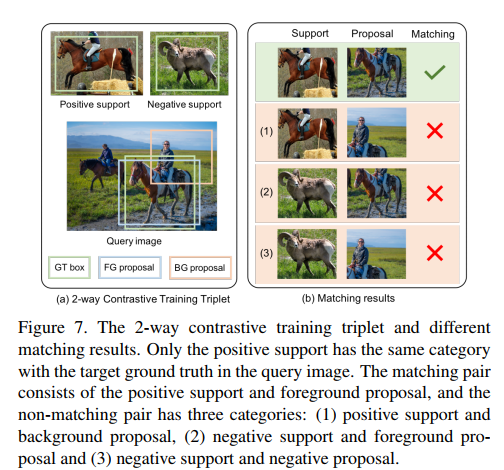 Support Proposal Matching
Positive support Negative support
(1)
(2)
Query image
(3)
GT box FG proposal BG proposal
(a) 2-way Contrastive Training Triplet (b) Matching results
Figure 7. The 2-way contrastive training triplet and different
matching results. Only the positive support has the same category
with the target ground truth in the query image. The matching pair
consists of the positive support and foreground proposal, and the
non-matching pair has three categories: (1) positive support and
background proposal, (2) negative support and foreground pro-
posal and (3) negative support and negative proposal.